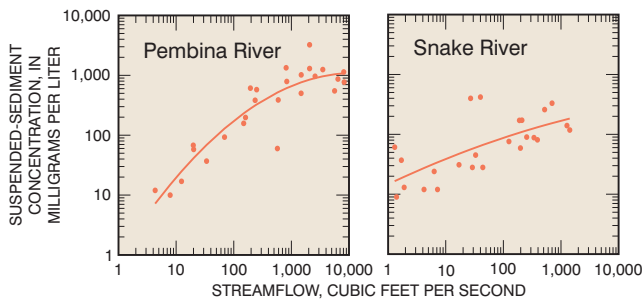 SUSPENDED-SEDIMENT
CONCENTRATION, IN
MILLIGRAMS PER LITER
10,000
1,000
100
10
1
Pembina River
1 10 100 1,000 10,000
Snake River
1 10 100 1,000 10,000
STREAMFLOW, CUBIC FEET PER SECOND